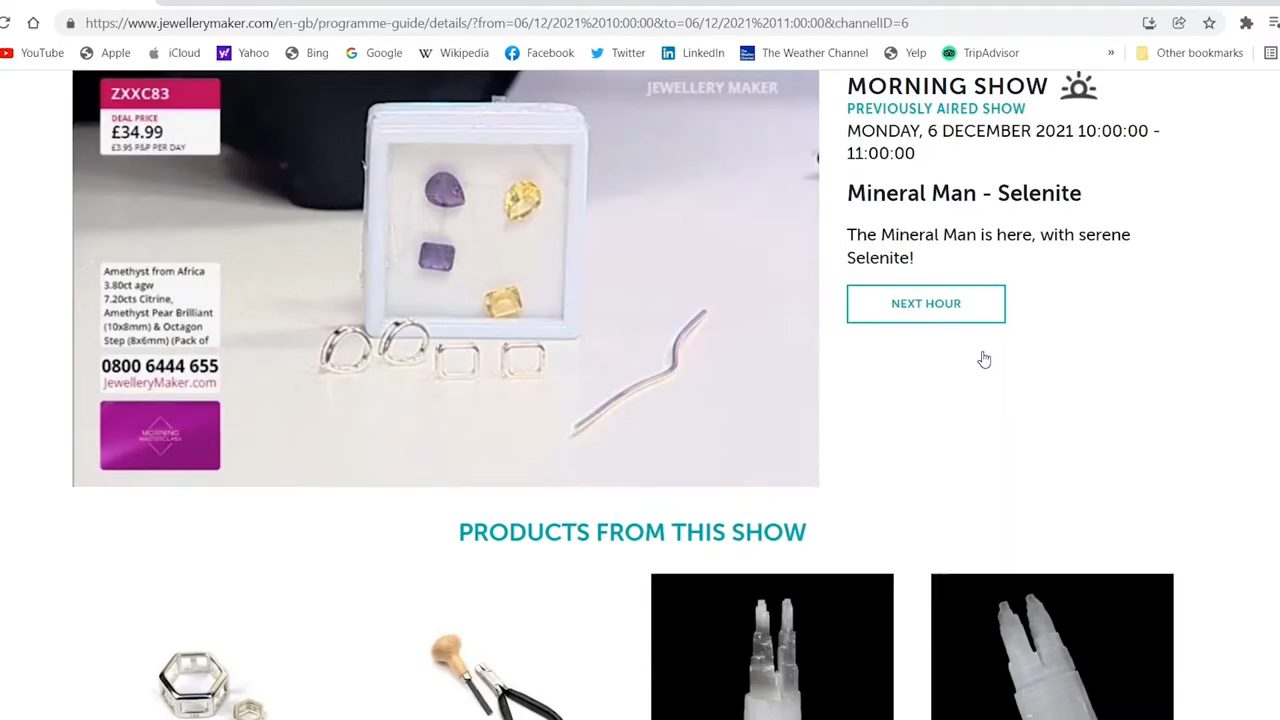 https://www.jewellerymaker.com/en-gb/programme-guide/details/?from=06/12/2021%2010:00:00&to=06/12/2021%2011:00:00&channelID=6
YouTube Apple iCloud Yahoo Bing Google Wikipedia Facebook Twitter LinkedIn The Weather Channel Yelp TripAdvisor » Other bookmarks
ZXXC83
DEAL PRICE
£34.99
£3.95 P&P PER DAY
JEWELLERY MAKER
Amethyst from Africa
3.80ct agw
7.20cts Citrine,
Amethyst Pear Brilliant
(10x8mm) & Octagon
Step (8x6mm) (Pack of
0800 6444 655
JewelleryMaker.com
MORNING
MASTERCLASS
MORNING SHOW
PREVIOUSLY AIRED SHOW
MONDAY, 6 DECEMBER 2021 10:00:00 -
11:00:00
Mineral Man - Selenite
The Mineral Man is here, with serene
Selenite!
NEXT HOUR
PRODUCTS FROM THIS SHOW